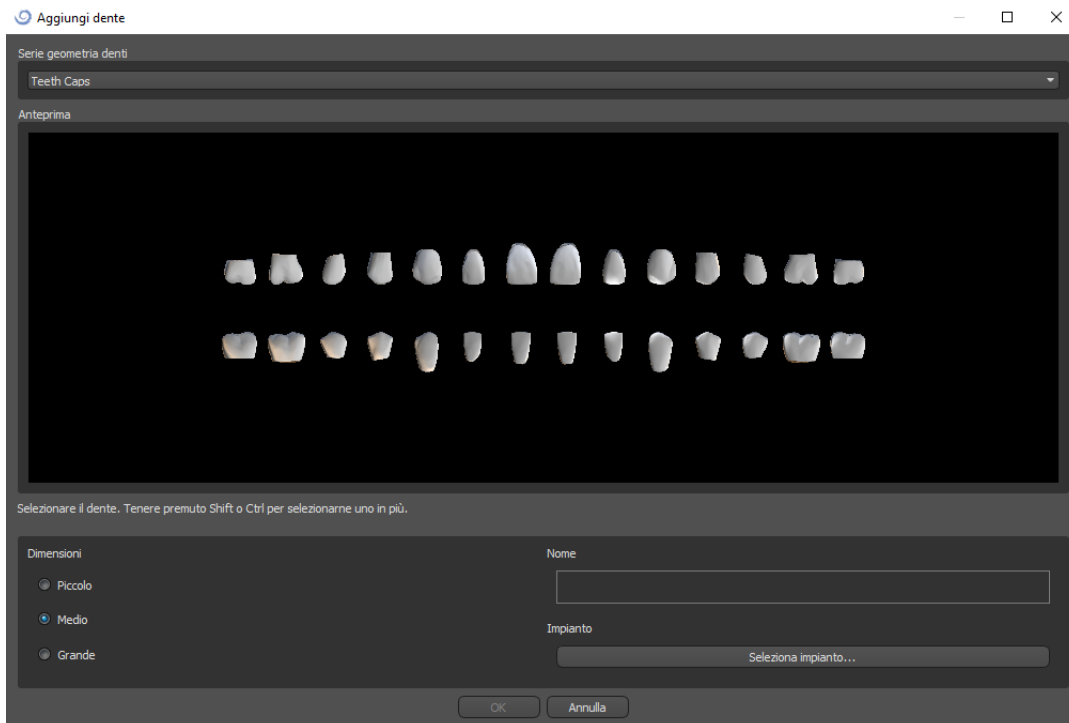 Aggiungi dente
Serie geometria denti
Teeth Caps
Anteprima
Selezionare il dente. Tenere premuto Shift o Ctrl per selezionarne uno in più.
Dimensioni
Piccolo
Medio
Grande
Nome
Impianto
Seleziona impianto...
OK
Annulla